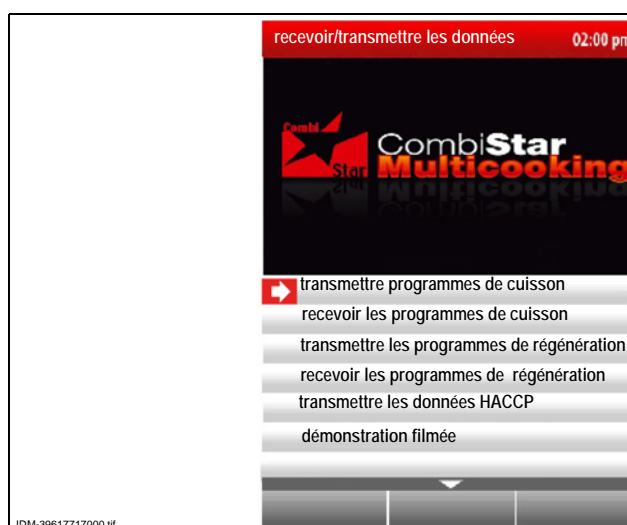 recevoir/transmettre les données 02:00 pm
Combi
Star
CombiStar
Multicooking
transmettre programmes de cuisson
recevoir les programmes de cuisson
transmettre les programmes de régénération
recevoir les programmes de régénération
transmettre les données HACCP
démonstration filmée
IDM-39617717000.tif